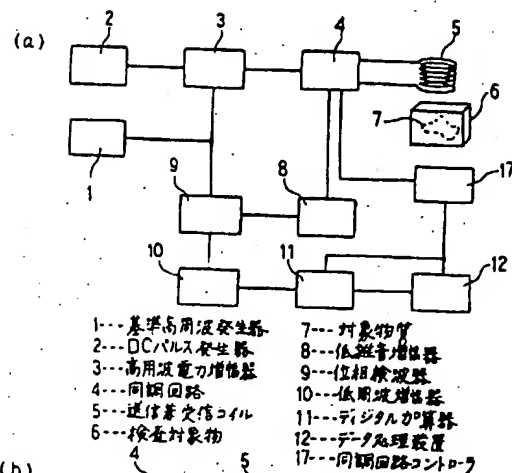 (a)
2
3
4
5
6
7
1
9
8
17
10
11
12
1---基準高周波発生器
2---DCパルス発生器
3---高周波電力増幅器
4---同調回路
5---送信兼受信コイル
6---検査対象物
7---対象物質
8---低雑音増幅器
9---位相検波器
10---低周波増幅器
11---ディジタル加算器
12---データ処理装置
17---同調回路コントローラ
(b)
4
5